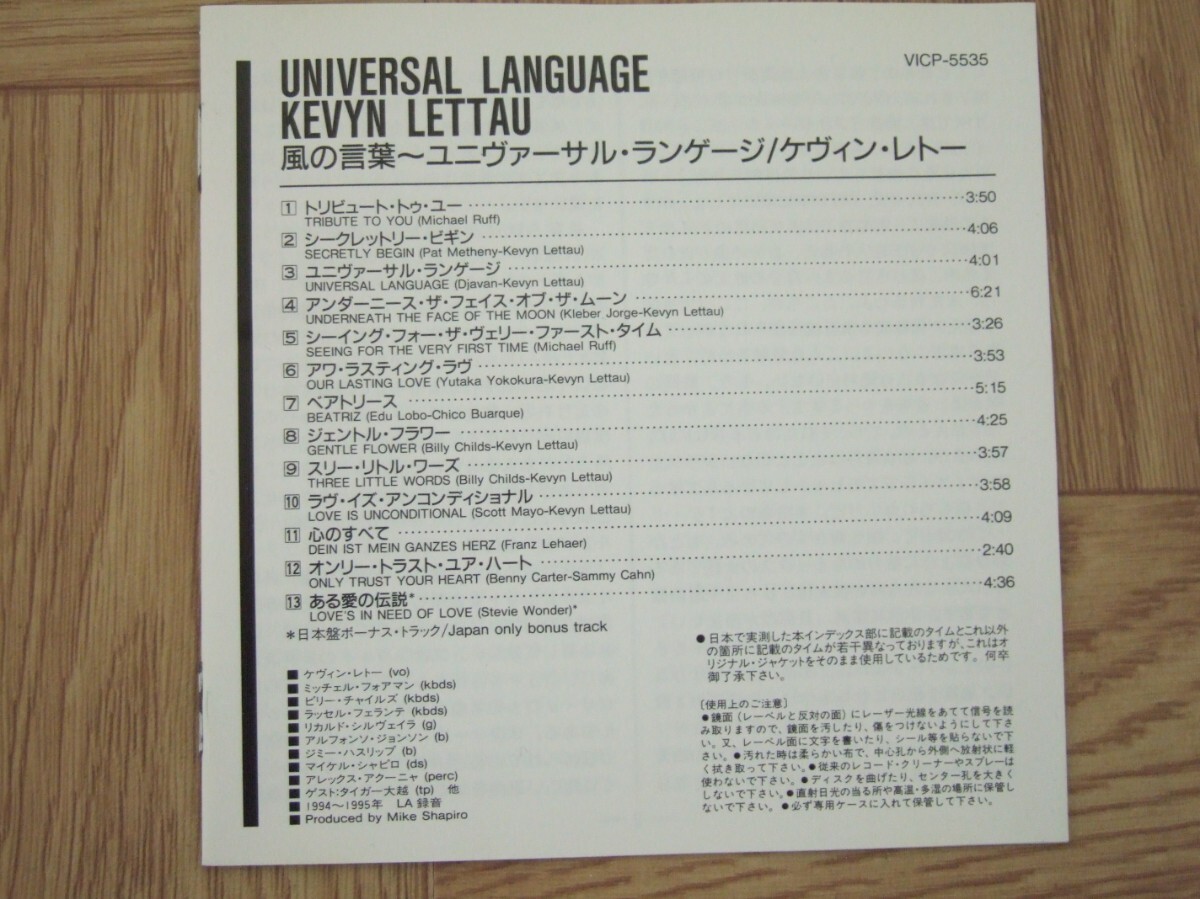 UNIVERSAL LANGUAGE
KEVYN LETTAU
VICP-5535
風の言葉〜ユニヴァーサル・ランゲージ/ケヴィン・レトー
1 トリビュート・トゥ・ユー 3:50
TRIBUTE TO YOU (Michael Ruff)
2 シークレットリー・ビギン 4:06
SECRETLY BEGIN (Pat Metheny-Kevyn Lettau)
3 ユニヴァーサル・ランゲージ 4:01
UNIVERSAL LANGUAGE (Djavan-Kevyn Lettau)
4 アンダーニース・ザ・フェイス・オブ・ザ・ムーン 6:21
UNDERNEATH THE FACE OF THE MOON (Kleber Jorge-Kevyn Lettau)
5 シーイング・フォー・ザ・ヴェリー・ファースト・タイム 3:26
SEEING FOR THE VERY FIRST TIME (Michael Ruff)
6 アワ・ラスティング・ラヴ 3:53
OUR LASTING LOVE (Yutaka Yokokura-Kevyn Lettau)
7 ベアトリース 5:15
BEATRIZ (Edu Lobo-Chico Buarque)
8 ジェントル・フラワー 4:25
GENTLE FLOWER (Billy Childs-Kevyn Lettau)
9 スリー・リトル・ワーズ 3:57
THREE LITTLE WORDS (Billy Childs-Kevyn Lettau)
10 ラヴ・イズ・アンコンディショナル 3:58
LOVE IS UNCONDITIONAL (Scott Mayo-Kevyn Lettau)
11 心のすべて 4:09
DEIN IST MEIN GANZES HERZ (Franz Lehaer)
12 オンリー・トラスト・ユア・ハート 2:40
ONLY TRUST YOUR HEART (Benny Carter-Sammy Cahn)
13 ある愛の伝説* 4:36
LOVE'S IN NEED OF LOVE (Stevie Wonder)*
*日本盤ボーナス・トラック/Japan only bonus track
■ ケヴィン・レトー (vo)
■ ミッチェル・フォアマン (kbds)
■ ビリー・チャイルズ (kbds)
■ ラッセル・フェランテ (kbds)
■ リカルド・シルヴェイラ (g)
■ アルフォンソ・ジョンソン (b)
■ ジミー・ハスリップ (b)
■ マイケル・シャピロ (ds)
■ アレックス・アクーニャ (perc)
■ ゲスト:タイガー大越 (tp) 他
■ 1994〜1995年 LA 録音
■ Produced by Mike Shapiro
●日本で実測した本インデックス部に記載のタイムとこれ以外
の箇所に記載のタイムが若干異なっておりますが、これはオ
リジナル・ジャケットをそのまま使用しているためです。何卒
御了承下さい。
〔使用上のご注意〕
●鏡面（レーベルと反対の面）にレーザー光線をあてて信号を読
み取りますので、鏡面を汚したり、傷をつけないようにして下さ
い。又、レーベル面に文字を書いたり、シール等を貼らないで下
さい。●汚れた時は柔らかい布で、中心孔から外側へ放射状に軽
く拭き取って下さい。●従来のレコード・クリーナーやスプレーは
使わないで下さい。●ディスクを曲げたり、センター孔を大きく
しないで下さい。●直射日光の当る所や高温・多湿の場所に保管し
ないで下さい。●必ず専用ケースに入れて保管して下さい。